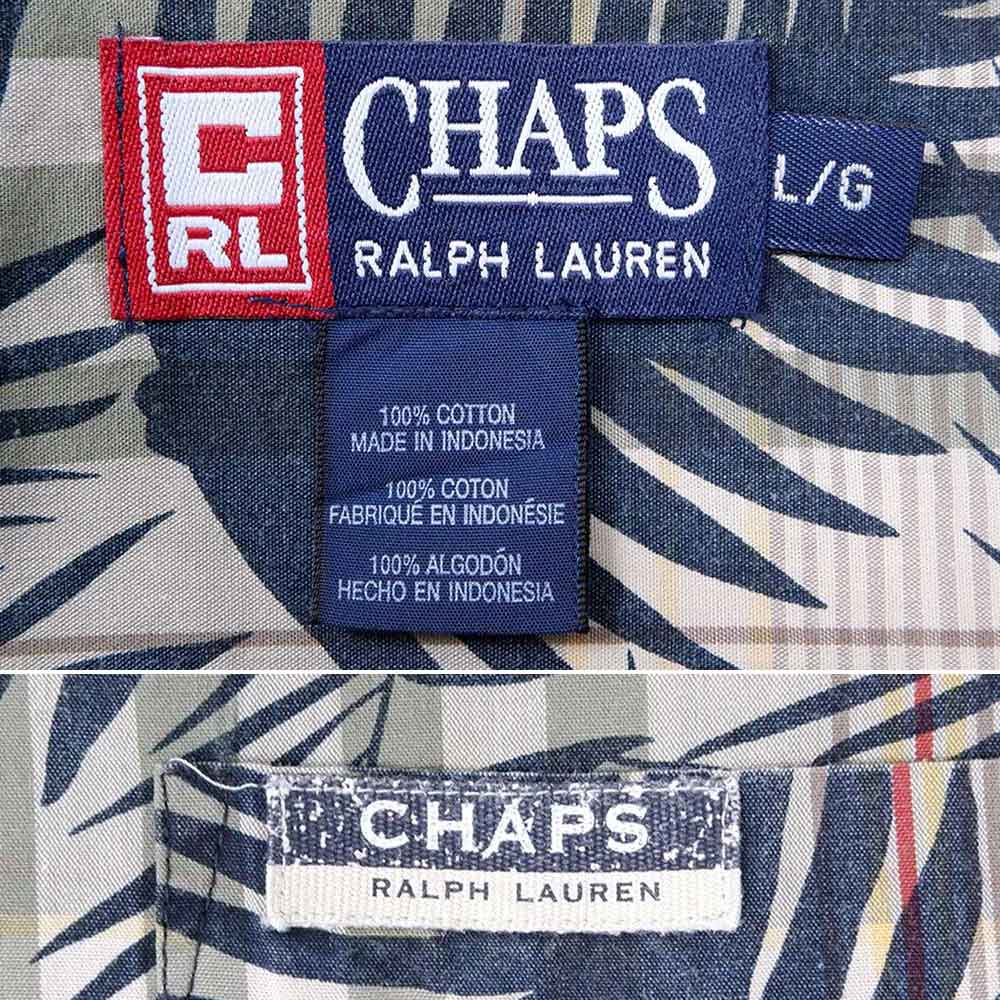 C
RL
CHAPS
RALPH LAUREN
L/G
100% COTTON
MADE IN INDONESIA
100% COTON
FABRIQUÉ EN INDONÉSIE
100% ALGODÓN
HECHO EN INDONESIA
CHAPS
RALPH LAUREN